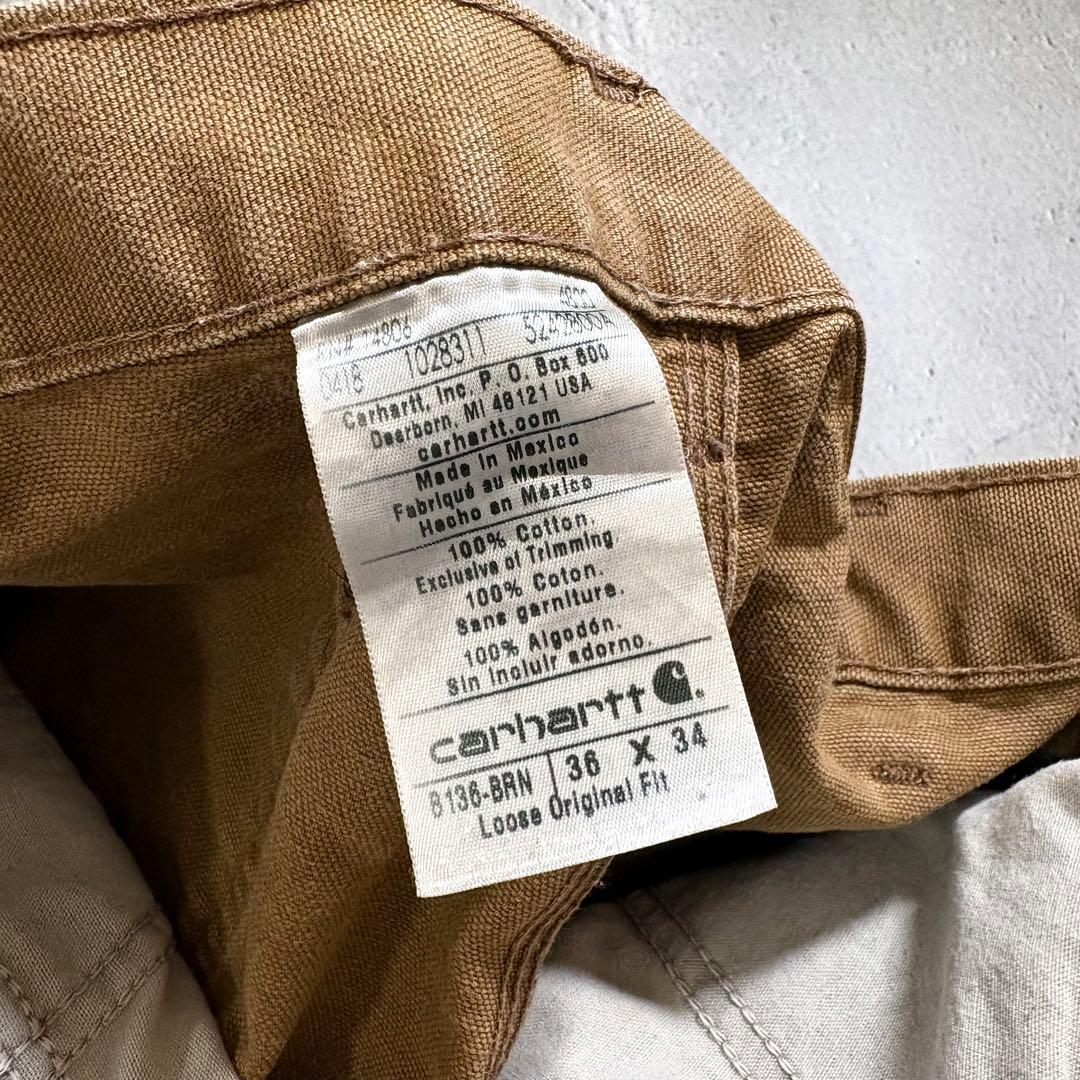 0416 1028311 524280
Carhartt, Inc. P. O. Box 600
Dearborn, MI 48121 USA
carhartt.com
Made in Mexico
Fabriqué au Mexique
Hecho en México
100% Cotton.
Exclusive of Trimming
100% Coton.
Sans garniture.
100% Algodón.
Sin Incluir adorno.
carhartt
B136-BRN 36 X 34
Loose Original Fit